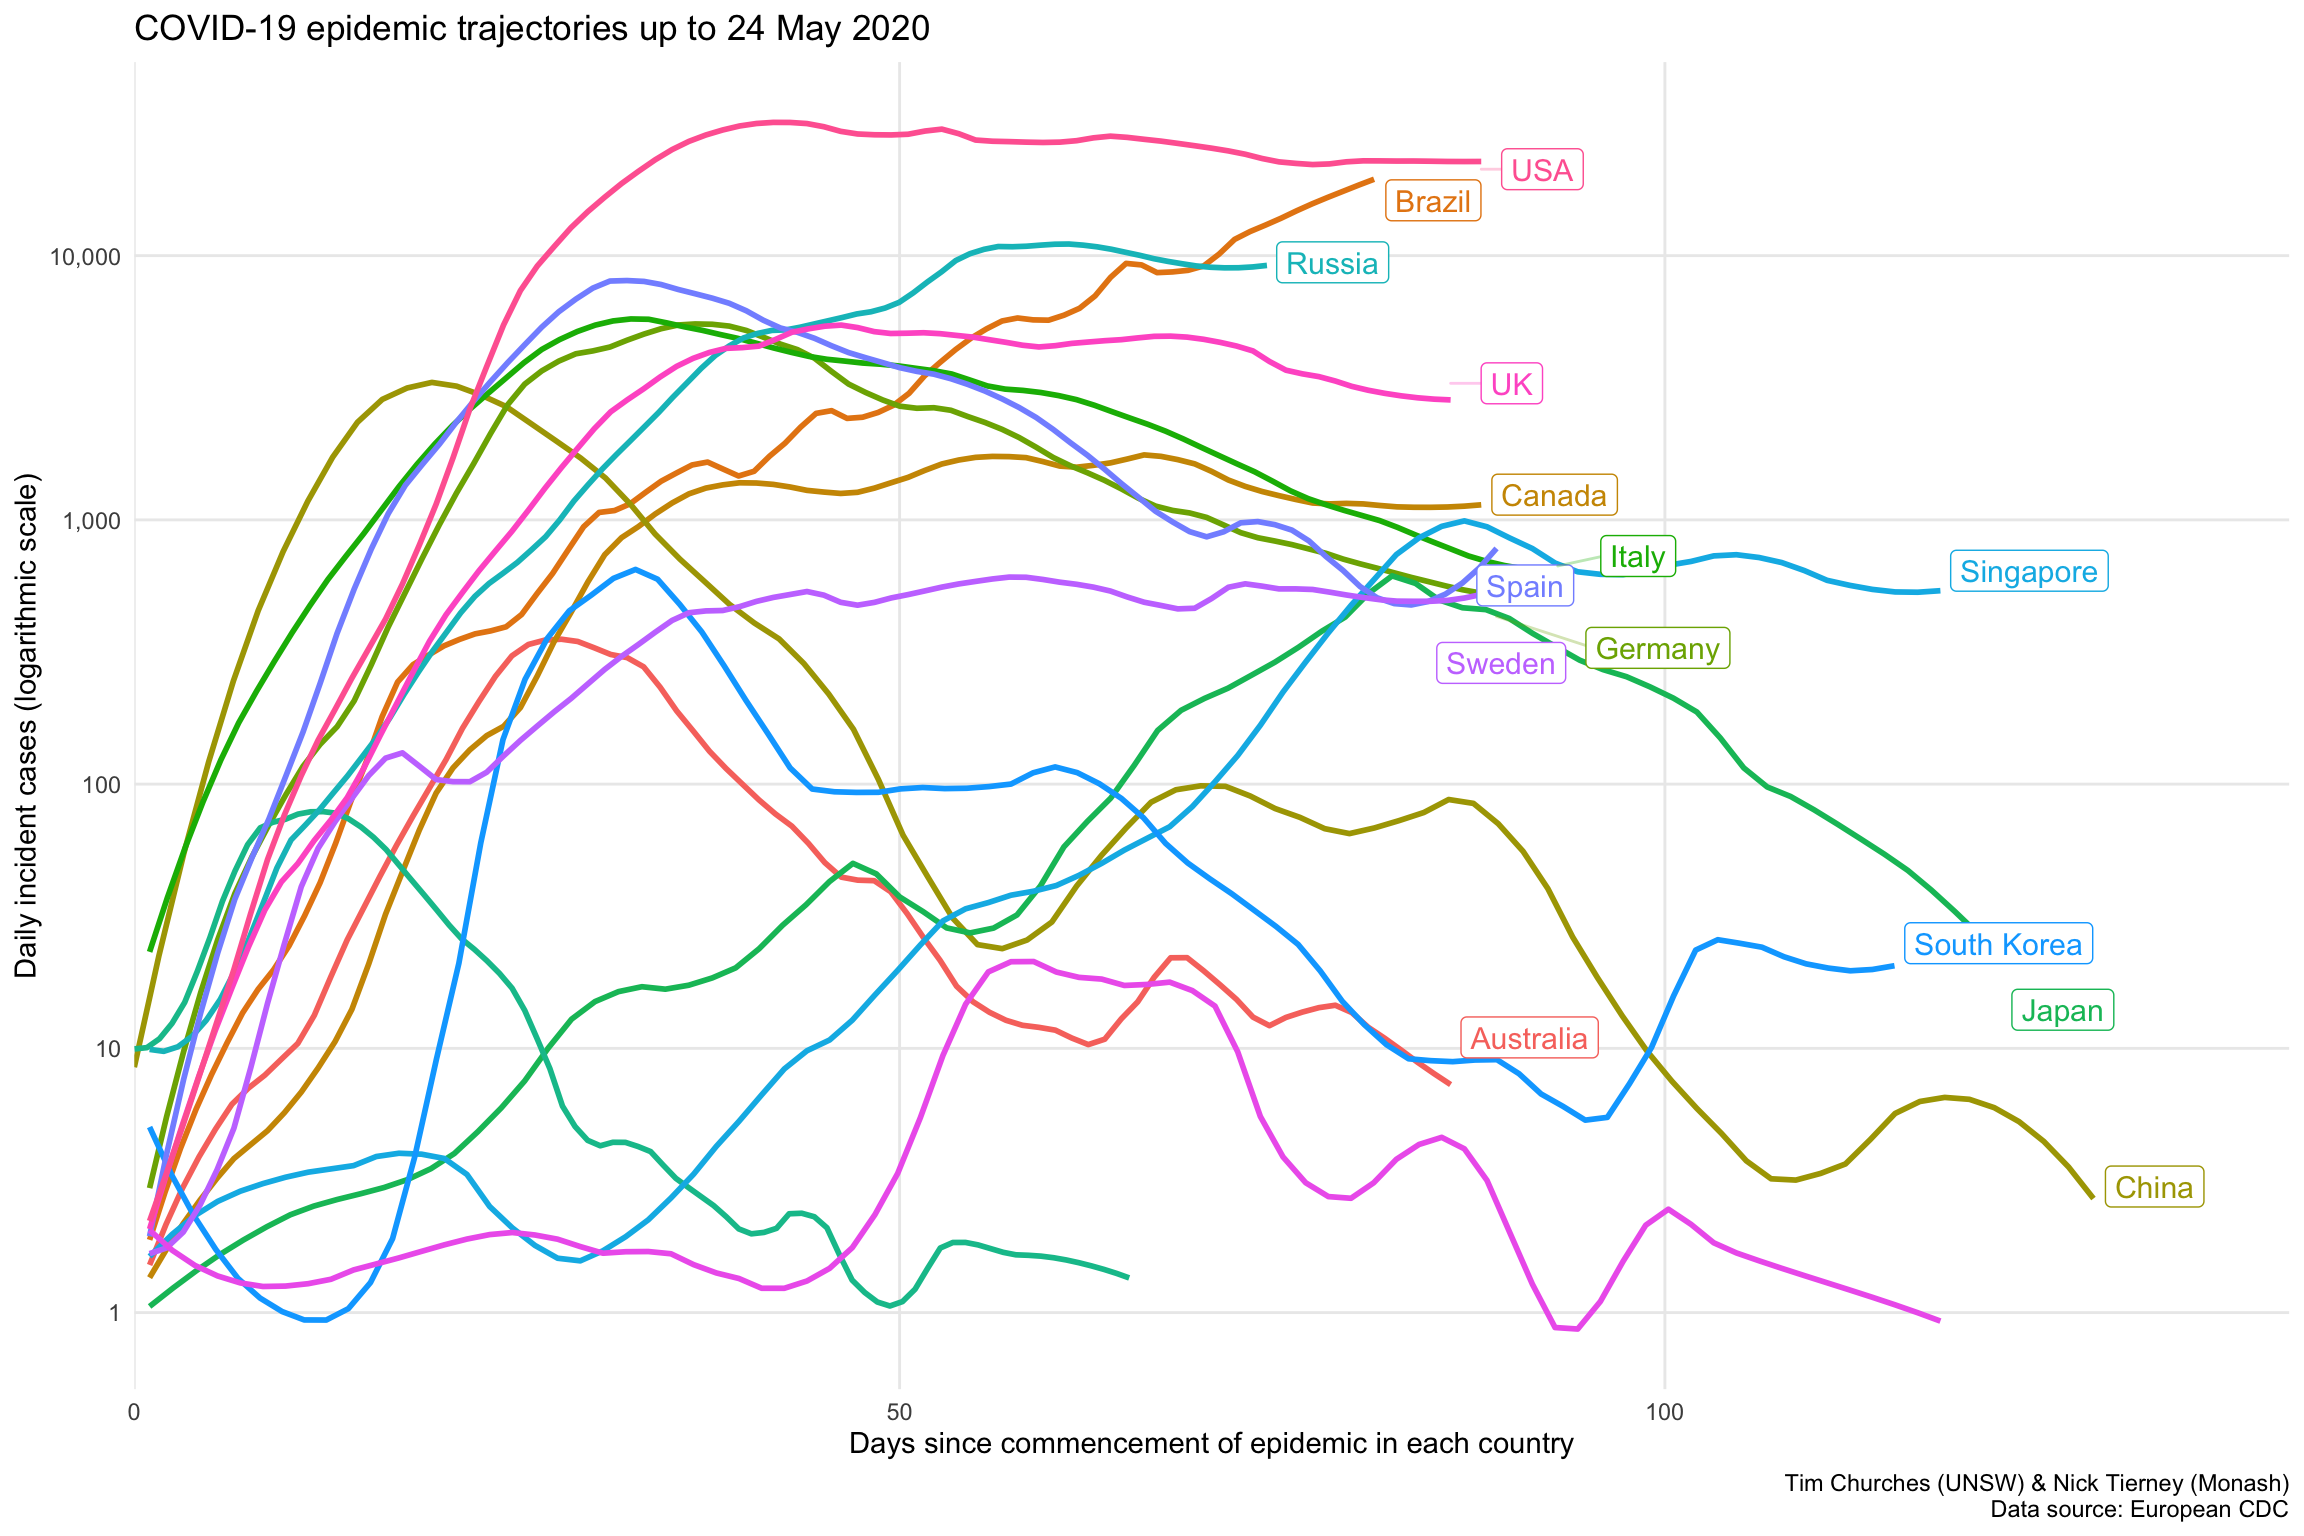 COVID-19 epidemic trajectories up to 24 May 2020
Daily incident cases (logarithmic scale)
10,000
1,000
100
10
1
USA
Brazil
Russia
UK
Canada
Italy
Singapore
Spain
Germany
Sweden
South Korea
Japan
Australia
China
0
50
100
Days since commencement of epidemic in each country
Tim Churches (UNSW) & Nick Tierney (Monash)
Data source: European CDC